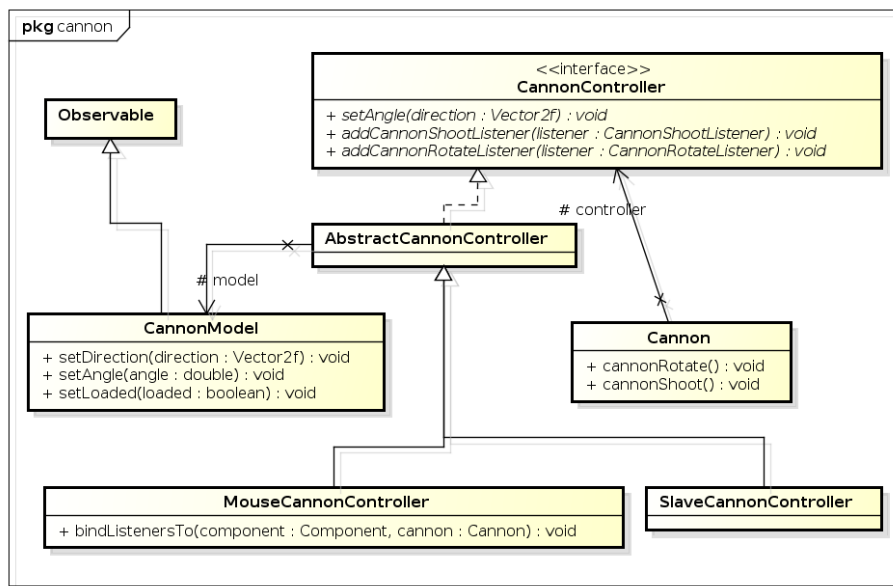 pkg cannon
<<interface>>
CannonController
+ setAngle(direction : Vector2f) : void
+ addCannonShootListener(listener : CannonShootListener) : void
+ addCannonRotateListener(listener : CannonRotateListener) : void
Observable
# controller
AbstractCannonController
# model
CannonModel
+ setDirection(direction : Vector2f) : void
+ setAngle(angle : double) : void
+ setLoaded(loaded : boolean) : void
Cannon
+ cannonRotate() : void
+ cannonShoot() : void
MouseCannonController
+ bindListenersTo(component : Component, cannon : Cannon) : void
SlaveCannonController